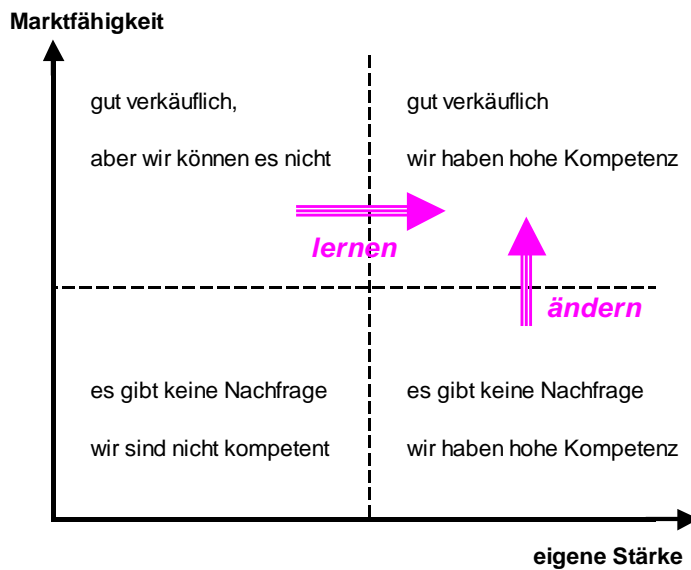 Marktfähigkeit
gut verkäuflich,
aber wir können es nicht
gut verkäuflich
wir haben hohe Kompetenz
lernen
ändern
es gibt keine Nachfrage
wir sind nicht kompetent
es gibt keine Nachfrage
wir haben hohe Kompetenz
eigene Stärke